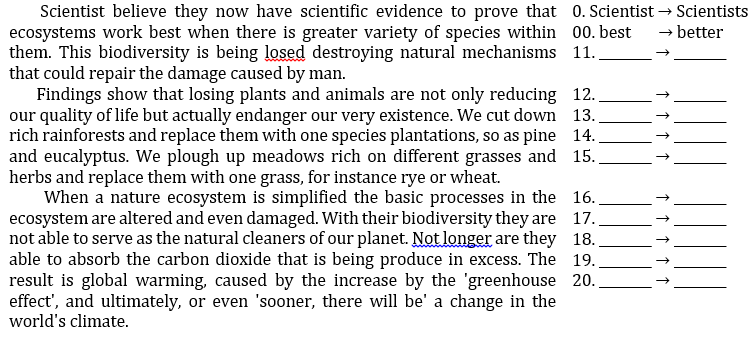 Scientist believe they now have scientific evidence to prove that 0. Scientist → Scientists
ecosystems work best when there is greater variety of species within 00. best → better
them. This biodiversity is being losed destroying natural mechanisms 11. ______ → ______
that could repair the damage caused by man.
Findings show that losing plants and animals are not only reducing 12. ______ → ______
our quality of life but actually endanger our very existence. We cut down 13. ______ → ______
rich rainforests and replace them with one species plantations, so as pine 14. ______ → ______
and eucalyptus. We plough up meadows rich on different grasses and 15. ______ → ______
herbs and replace them with one grass, for instance rye or wheat.
When a nature ecosystem is simplified the basic processes in the 16. ______ → ______
ecosystem are altered and even damaged. With their biodiversity they are 17. ______ → ______
not able to serve as the natural cleaners of our planet. Not longer are they 18. ______ → ______
able to absorb the carbon dioxide that is being produce in excess. The 19. ______ → ______
result is global warming, caused by the increase by the 'greenhouse 20. ______ → ______
effect', and ultimately, or even 'sooner, there will be' a change in the
world's climate.